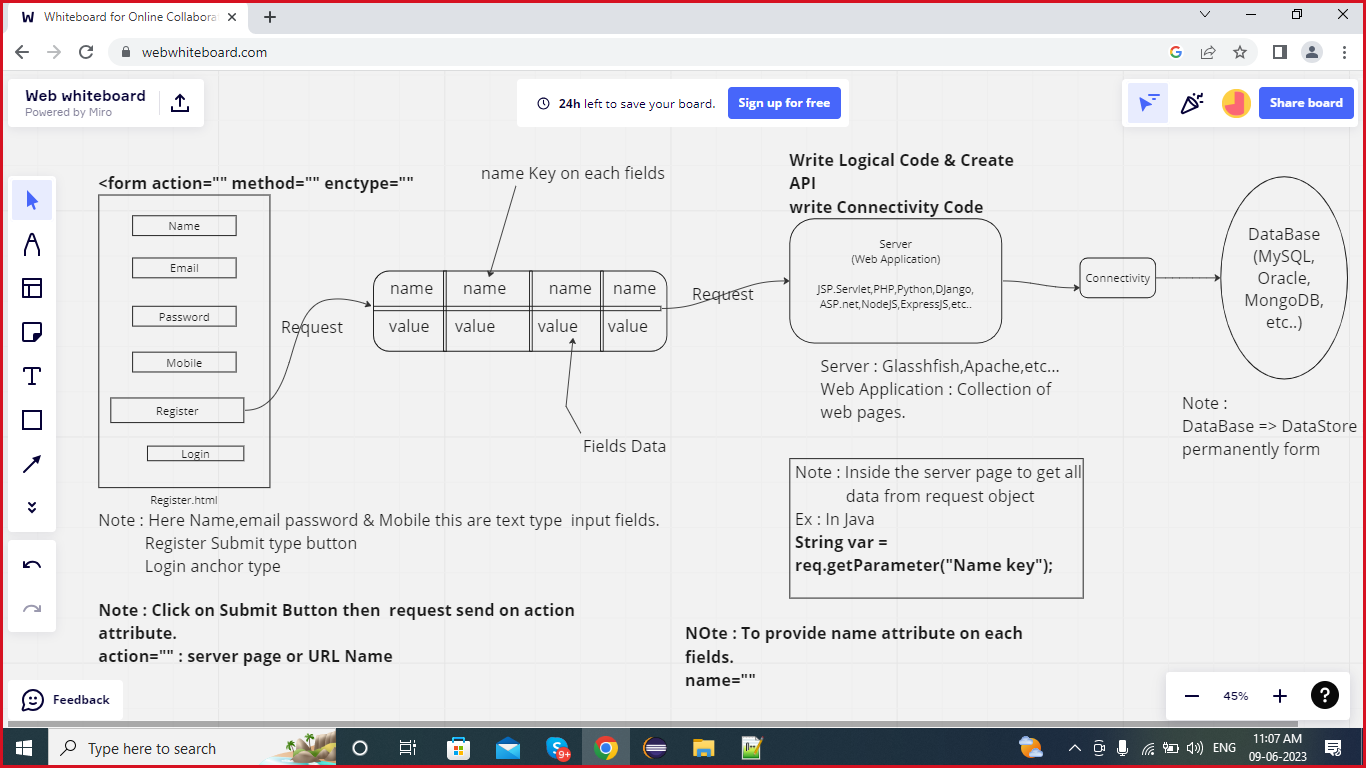 Whiteboard for Online Collabora
webwhiteboard.com
Web whiteboard
Powered by Miro
24h left to save your board.
Sign up for free
Share board
<form action="" method="" enctype=""
Name
Email
Password
Mobile
Register
Login
Register.html
Request
name Key on each fields
name name name name
value value value value
Fields Data
Request
Write Logical Code & Create
API
write Connectivity Code
Server
(Web Application)
JSP.Servlet,PHP,Python,DJango,
ASP.net,NodeJS,ExpressJS,etc..
Connectivity
DataBase
(MySQL,
Oracle,
MongoDB,
etc..)
Server : Glasshfish,Apache,etc...
Web Application : Collection of
web pages.
Note :
DataBase => DataStore
permanently form
Note : Inside the server page to get all
data from request object
Ex : In Java
String var =
req.getParameter("Name key");
Note : Here Name,email password & Mobile this are text type input fields.
Register Submit type button
Login anchor type
Note : Click on Submit Button then request send on action
attribute.
action="" : server page or URL Name
NOte : To provide name attribute on each
fields.
name=""
Feedback
45%
Type here to search
9+
ENG
11:07 AM
09-06-2023